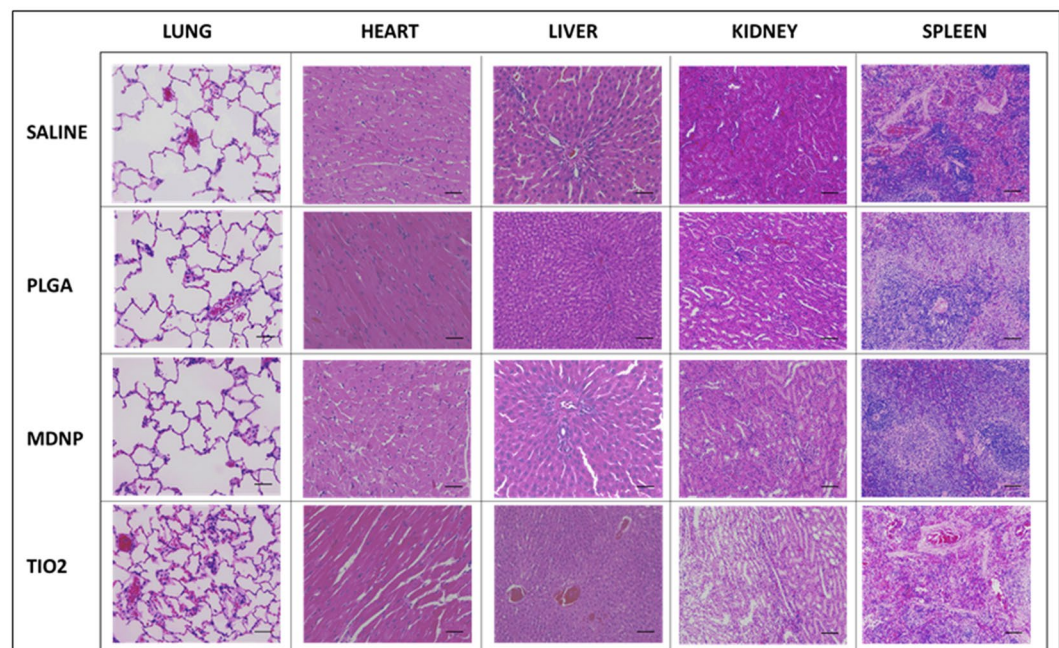 LUNG HEART LIVER KIDNEY SPLEEN
SALINE
PLGA
MDNP
TIO2